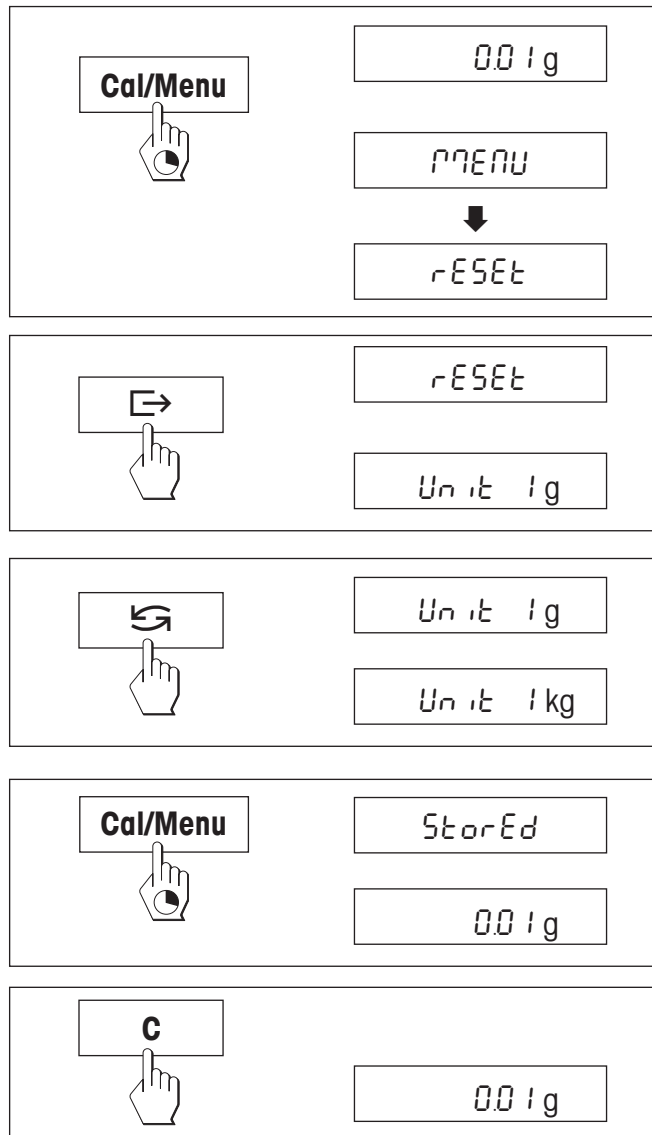 Cal/Menu
0.01 g
MENU
rESEt
rESEt
Unit 1 g
Unit 1 g
Unit 1 kg
Cal/Menu
StorEd
0.01 g
C
0.01 g